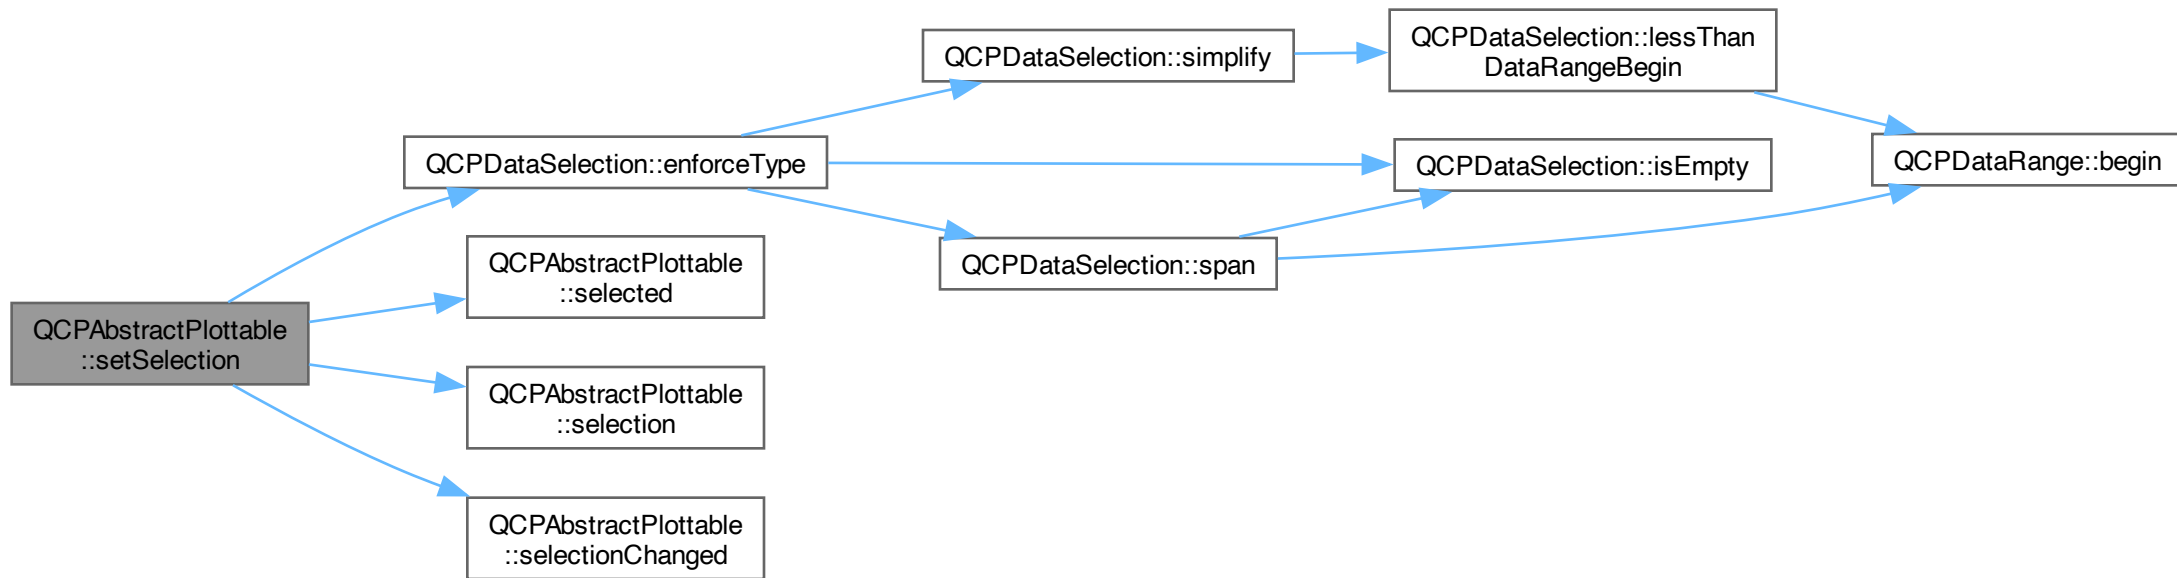 QCPAbstractPlottable
::setSelection
QCPDataSelection::enforceType
QCPAbstractPlottable
::selected
QCPAbstractPlottable
::selection
QCPAbstractPlottable
::selectionChanged
QCPDataSelection::simplify
QCPDataSelection::span
QCPDataSelection::lessThan
DataRangeBegin
QCPDataSelection::isEmpty
QCPDataRange::begin